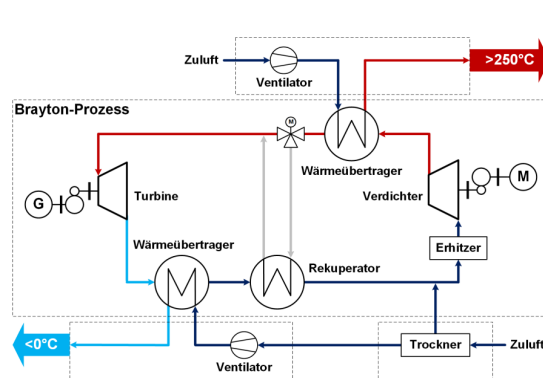 Zuluft
Ventilator
>250°C
Brayton-Prozess
M
Wärmeübertrager
G
Turbine
Verdichter
M
Wärmeübertrager
Rekuperator
Erhitzer
<0°C
Ventilator
Trockner
Zuluft